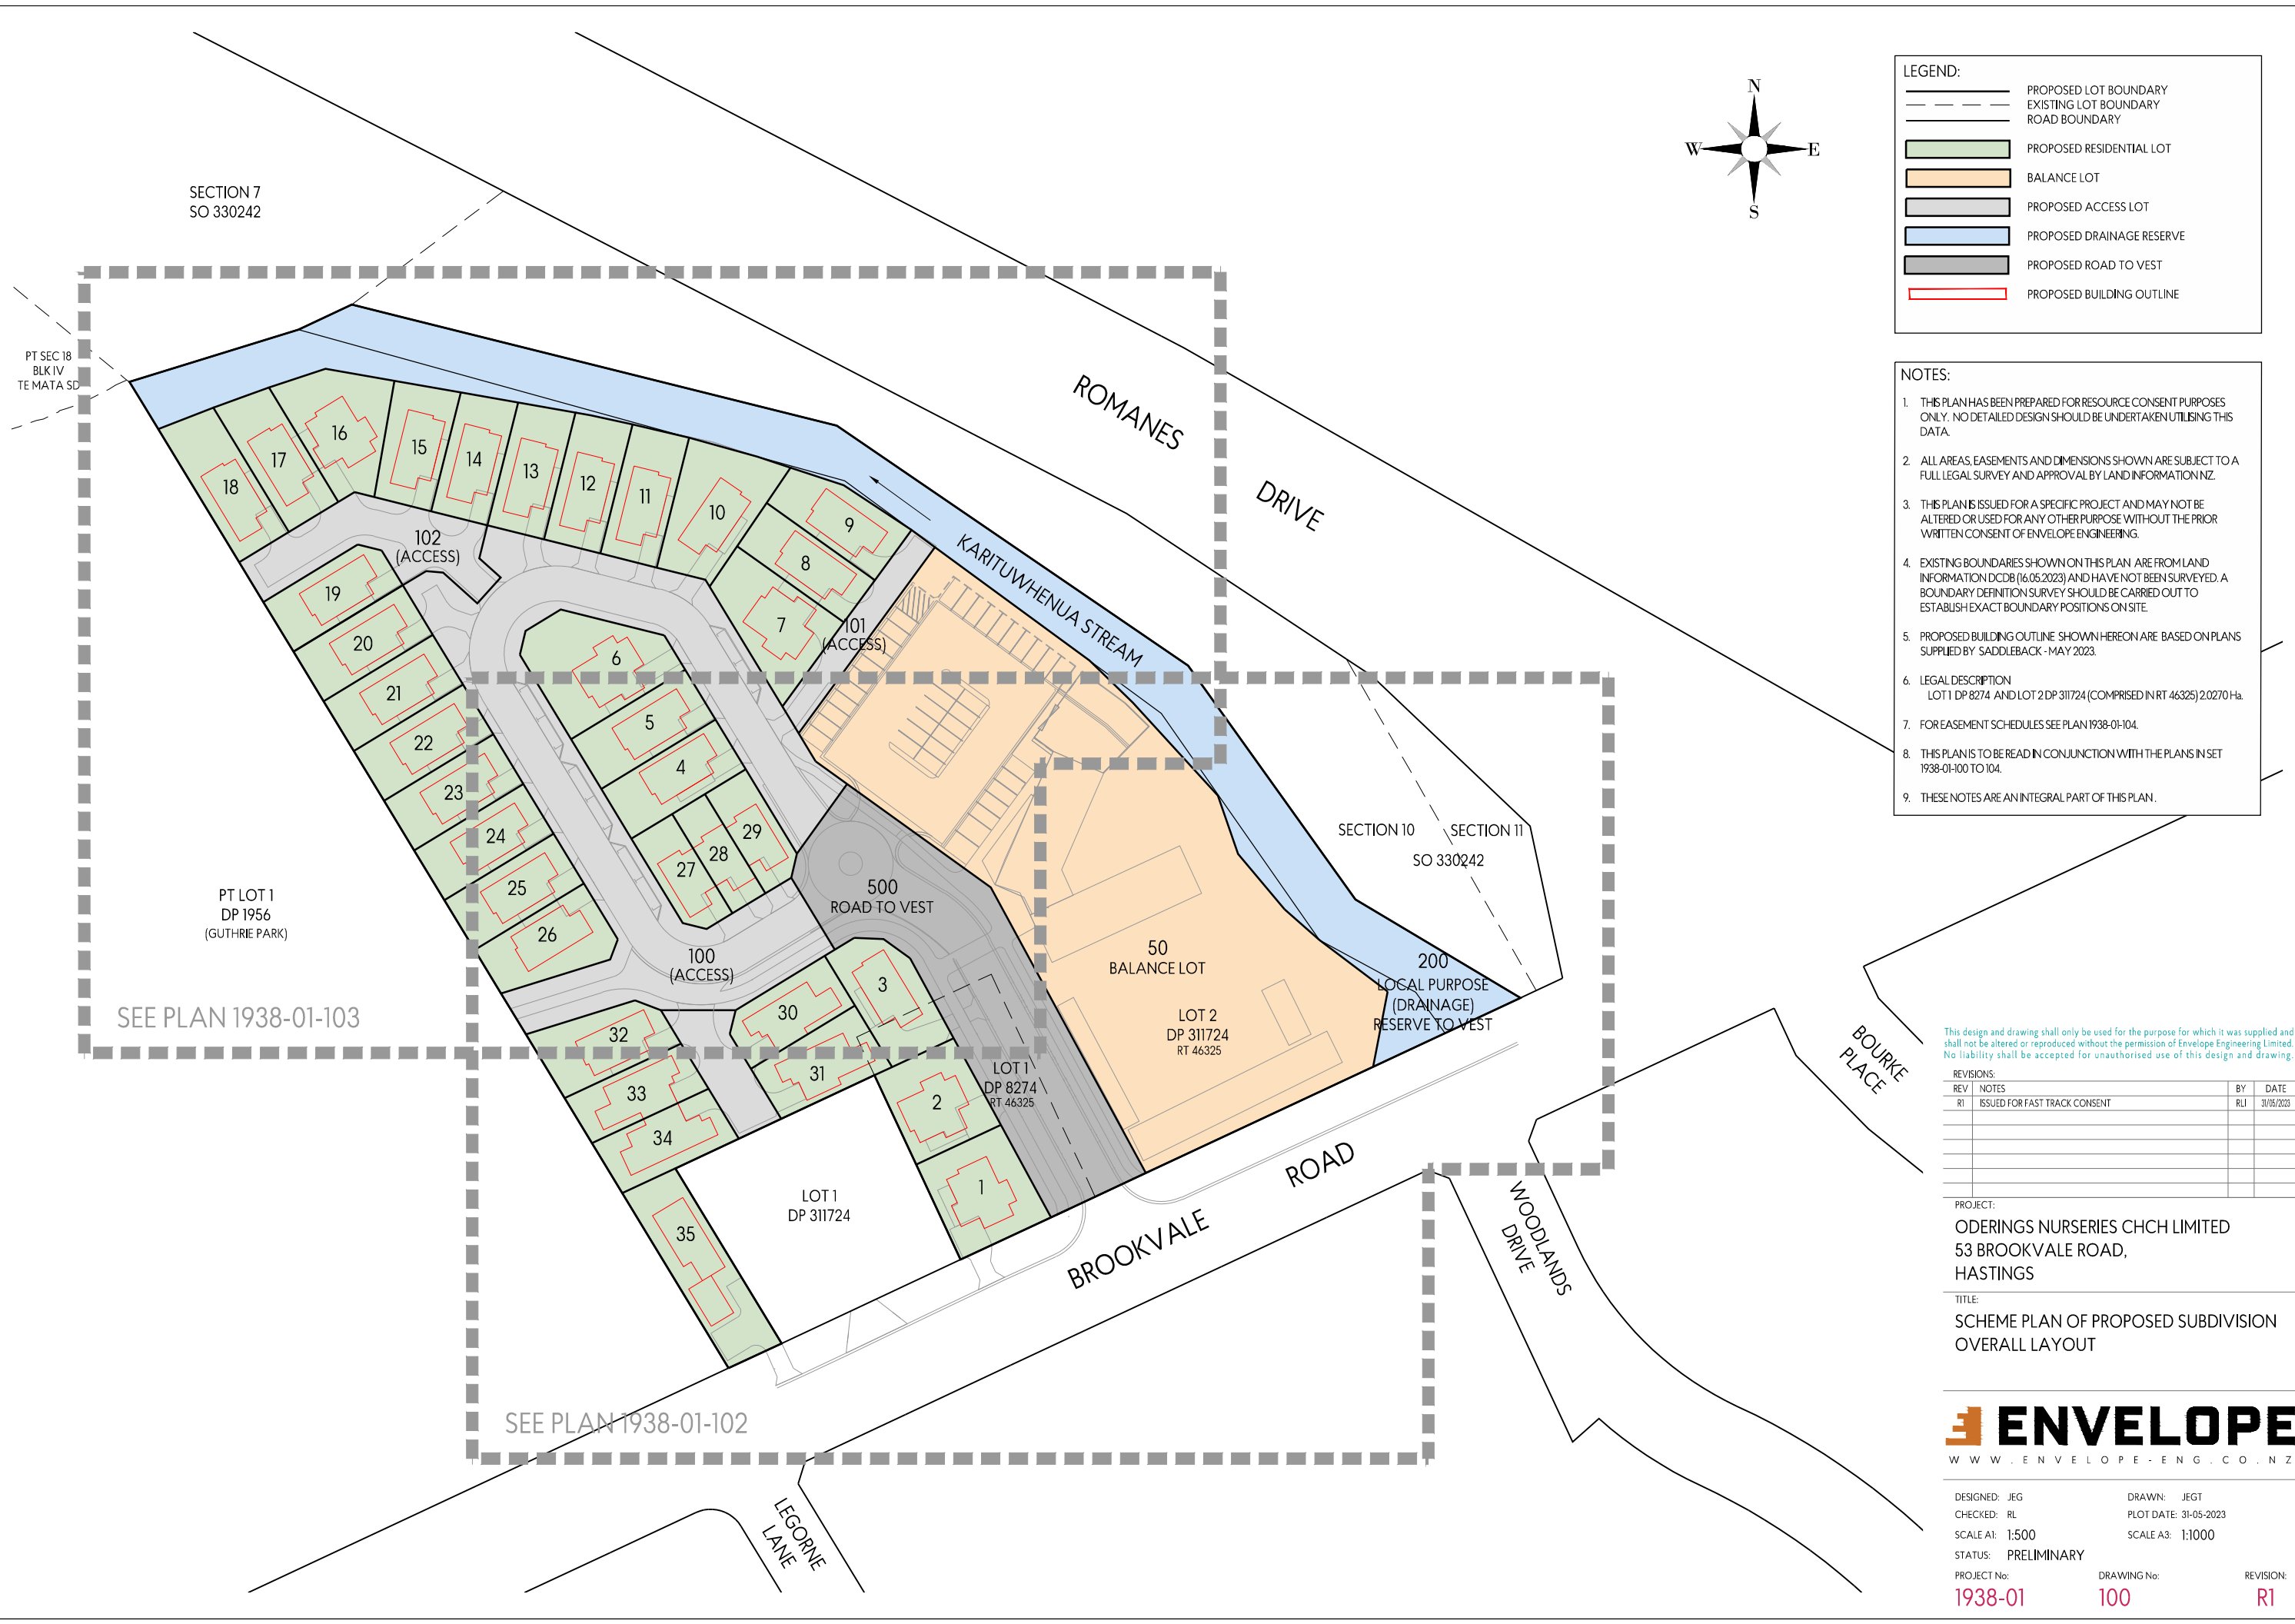 N
W
E
S
LEGEND:
PROPOSED LOT BOUNDARY
EXISTING LOT BOUNDARY
ROAD BOUNDARY
PROPOSED RESIDENTIAL LOT
BALANCE LOT
PROPOSED ACCESS LOT
PROPOSED DRAINAGE RESERVE
PROPOSED ROAD TO VEST
PROPOSED BUILDING OUTLINE
NOTES:
1. THIS PLAN HAS BEEN PREPARED FOR RESOURCE CONSENT PURPOSES
ONLY. NO DETAILED DESIGN SHOULD BE UNDERTAKEN UTILISING THIS
DATA.
2. ALL AREAS, EASEMENTS AND DIMENSIONS SHOWN ARE SUBJECT TO A
FULL LEGAL SURVEY AND APPROVAL BY LAND INFORMATION NZ.
3. THIS PLAN IS ISSUED FOR A SPECIFIC PROJECT AND MAY NOT BE
ALTERED OR USED FOR ANY OTHER PURPOSE WITHOUT THE PRIOR
WRITTEN CONSENT OF ENVELOPE ENGINEERING.
4. EXISTING BOUNDARIES SHOWN ON THIS PLAN ARE FROM LAND
INFORMATION DCDB (16.05.2023) AND HAVE NOT BEEN SURVEYED. A
BOUNDARY DEFINITION SURVEY SHOULD BE CARRIED OUT TO
ESTABLISH EXACT BOUNDARY POSITIONS ON SITE.
5. PROPOSED BUILDING OUTLINE SHOWN HEREON ARE BASED ON PLANS
SUPPLIED BY SADDLEBACK - MAY 2023.
6. LEGAL DESCRIPTION
LOT 1 DP 8274 AND LOT 2 DP 311724 (COMPRISED IN RT 46325) 2.0270 Ha.
7. FOR EASEMENT SCHEDULES SEE PLAN 1938-01-104.
8. THIS PLAN IS TO BE READ IN CONJUNCTION WITH THE PLANS IN SET
1938-01-100 TO 104.
9. THESE NOTES ARE AN INTEGRAL PART OF THIS PLAN.
SECTION 7
SO 330242
PT SEC 18
BLK IV
TE MATA SD
ROMANES
DRIVE
KARITUWHENUA STREAM
16
15
14
13
12
11
10
9
8
7
17
18
102
(ACCESS)
101
(ACCESS)
19
20
21
22
23
24
25
26
6
5
4
29
28
27
500
ROAD TO VEST
SECTION 10
SECTION 11
SO 330242
PT LOT 1
DP 1956
(GUTHRIE PARK)
100
(ACCESS)
50
BALANCE LOT
200
LOCAL PURPOSE
(DRAINAGE)
RESERVE TO VEST
LOT 2
DP 311724
RT 46325
3
30
31
32
33
34
35
LOT 1
DP 8274
RT 46325
2
1
LOT 1
DP 311724
SEE PLAN 1938-01-103
SEE PLAN 1938-01-102
BROOKVALE
ROAD
WOODLANDS
DRIVE
BOURKE
PLACE
LEGORNE
LANE
This design and drawing shall only be used for the purpose for which it was supplied and
shall not be altered or reproduced without the permission of Envelope Engineering Limited.
No liability shall be accepted for unauthorised use of this design and drawing.
REVISIONS:
REV NOTES BY DATE
R1 ISSUED FOR FAST TRACK CONSENT RLI 31/05/2023
PROJECT:
ODERINGS NURSERIES CHCH LIMITED
53 BROOKVALE ROAD,
HASTINGS
TITLE:
SCHEME PLAN OF PROPOSED SUBDIVISION
OVERALL LAYOUT
ENVELOPE
WWW.ENVELOPE-ENG.CO.NZ
DESIGNED: JEG DRAWN: JEGT
CHECKED: RL PLOT DATE: 31-05-2023
SCALE A1: 1:500 SCALE A3: 1:1000
STATUS: PRELIMINARY
PROJECT No: DRAWING No: REVISION:
1938-01 100 R1